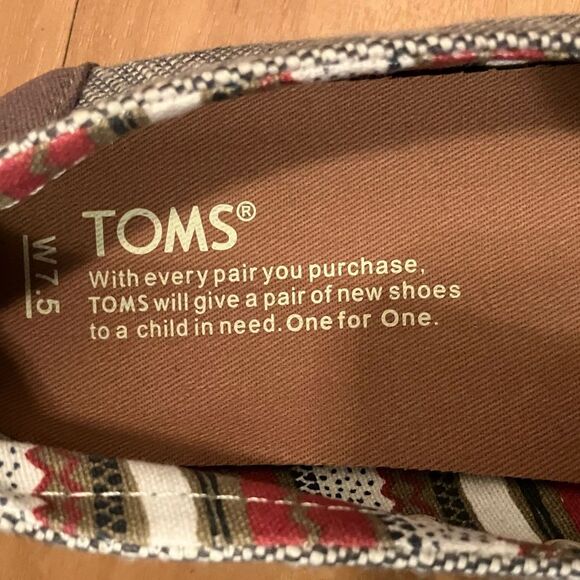 TOMS®
With every pair you purchase,
TOMS will give a pair of new shoes
to a child in need. One for One.
W 7.5